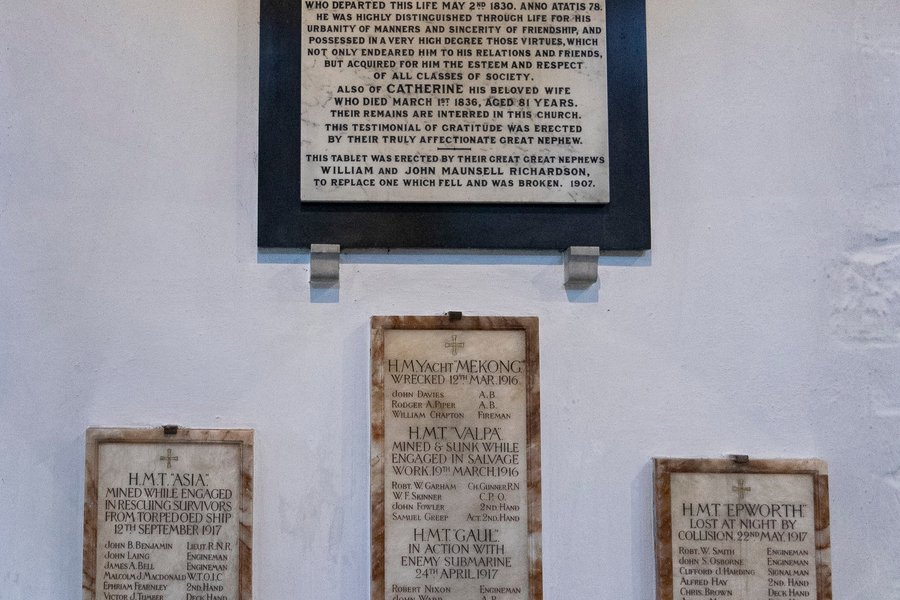 WHO DEPARTED THIS LIFE MAY 2ND 1830. ANNO ATATIS 78.
HE WAS HIGHLY DISTINGUISHED THROUGH LIFE FOR HIS
URBANITY OF MANNERS AND SINCERITY OF FRIENDSHIP, AND
POSSESSED IN A VERY HIGH DEGREE THOSE VIRTUES, WHICH
NOT ONLY ENDEARED HIM TO HIS RELATIONS AND FRIENDS,
BUT ACQUIRED FOR HIM THE ESTEEM AND RESPECT
OF ALL CLASSES OF SOCIETY.
ALSO OF CATHERINE HIS BELOVED WIFE
WHO DIED MARCH 1ST 1836, AGED 81 YEARS.
THEIR REMAINS ARE INTERRED IN THIS CHURCH.
THIS TESTIMONIAL OF GRATITUDE WAS ERECTED
BY THEIR TRULY AFFECTIONATE GREAT NEPHEW.
THIS TABLET WAS ERECTED BY THEIR GREAT GREAT NEPHEWS
WILLIAM AND JOHN MAUNSELL RICHARDSON,
TO REPLACE ONE WHICH FELL AND WAS BROKEN. 1907.
H.M.T. "ASIA".
MINED WHILE ENGAGED
IN RESCUING SURVIVORS
FROM TORPEDOED SHIP
12TH SEPTEMBER 1917
JOHN B. BENJAMIN LIEUT. R.N.R.
JOHN LAING ENGINEMAN
JAMES A. BELL ENGINEMAN
MALCOLM J. MACDONALD W.T.O.I.C
EPHRIAM FEARNLEY 2ND. HAND
VICTOR J. TUMBER DECK HAND
H.M.YACHT "MEKONG"
WRECKED 12TH MAR. 1916.
JOHN DAVIES A.B.
RODGER A. PIPER A.B.
WILLIAM CHAPTON FIREMAN
H.M.T. "VALPA"
MINED & SUNK WHILE
ENGAGED IN SALVAGE
WORK 19TH MARCH, 1916
ROBT. W. GARHAM CH. GUNNER. R.N
W. F. SKINNER C.P.O.
JOHN FOWLER 2ND. HAND
SAMUEL GREEP ACT. 2ND. HAND
H.M.T. "GAUL"
IN ACTION WITH
ENEMY SUBMARINE
24TH APRIL 1917
ROBERT NIXON ENGINEMAN
JOHN WARD A.B.
H.M.T "EPWORTH"
LOST AT NIGHT BY
COLLISION. 22ND MAY, 1917
ROBT. W. SMITH ENGINEMAN
JOHN S. OSBORNE ENGINEMAN
CLIFFORD J. HARDING SIGNALMAN
ALFRED HAY 2ND. HAND
CHRIS. BROWN DECK HAND
DECK HAND